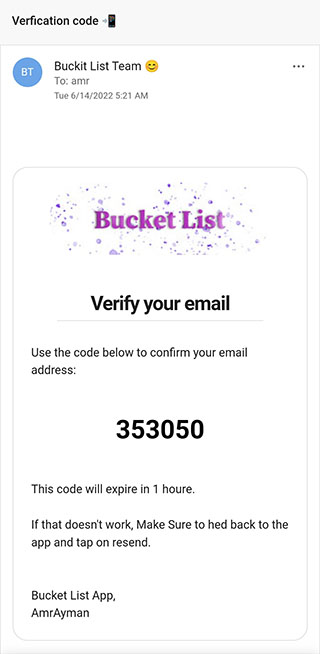 Verfication code 📲
BT
Buckit List Team 😊
To: amr
Tue 6/14/2022 5:21 AM
Bucket List
Verify your email
Use the code below to confirm your email
address:
353050
This code will expire in 1 houre.
If that doesn't work, Make Sure to hed back to the
app and tap on resend.
Bucket List App,
AmrAyman